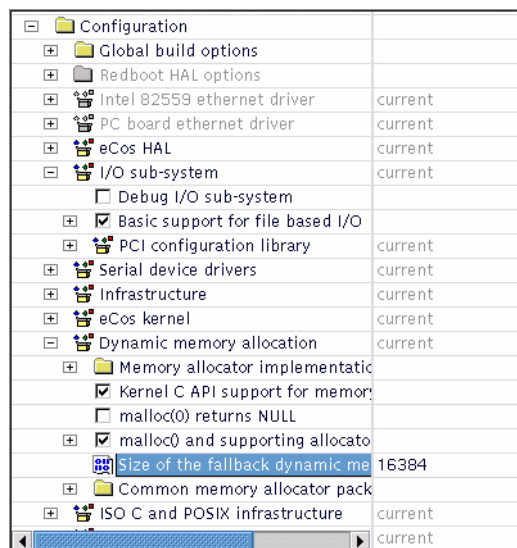 Configuration
Global build options
Redboot HAL options
Intel 82559 ethernet driver current
PC board ethernet driver current
eCos HAL current
I/O sub-system current
Debug I/O sub-system
Basic support for file based I/O
PCI configuration library current
Serial device drivers current
Infrastructure current
eCos kernel current
Dynamic memory allocation current
Memory allocator implementatic
Kernel C API support for memory
malloc(0) returns NULL
malloc() and supporting allocato
Size of the fallback dynamic me 16384
Common memory allocator pack
ISO C and POSIX infrastructure current
current